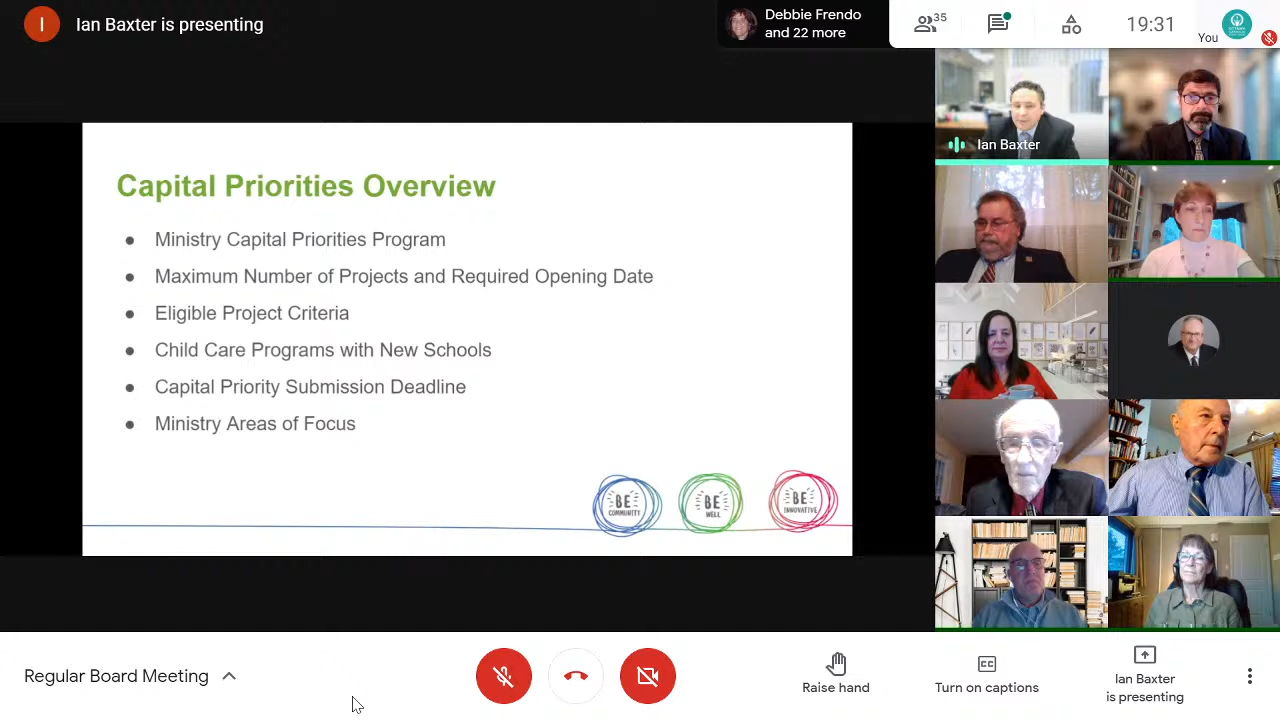 I
Ian Baxter is presenting
Debbie Frendo
and 22 more
35
19:31
You
Ian Baxter
Capital Priorities Overview
● Ministry Capital Priorities Program
● Maximum Number of Projects and Required Opening Date
● Eligible Project Criteria
● Child Care Programs with New Schools
● Capital Priority Submission Deadline
● Ministry Areas of Focus
BE
COMMUNITY
BE
WELL
BE
INNOVATIVE
Regular Board Meeting
Raise hand
CC
Turn on captions
Ian Baxter
is presenting